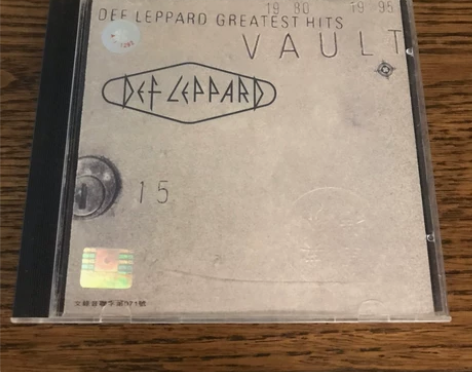 19 80 19 95
DEF LEPPARD GREATEST HITS
VAULT
DEF LEPPARD
15